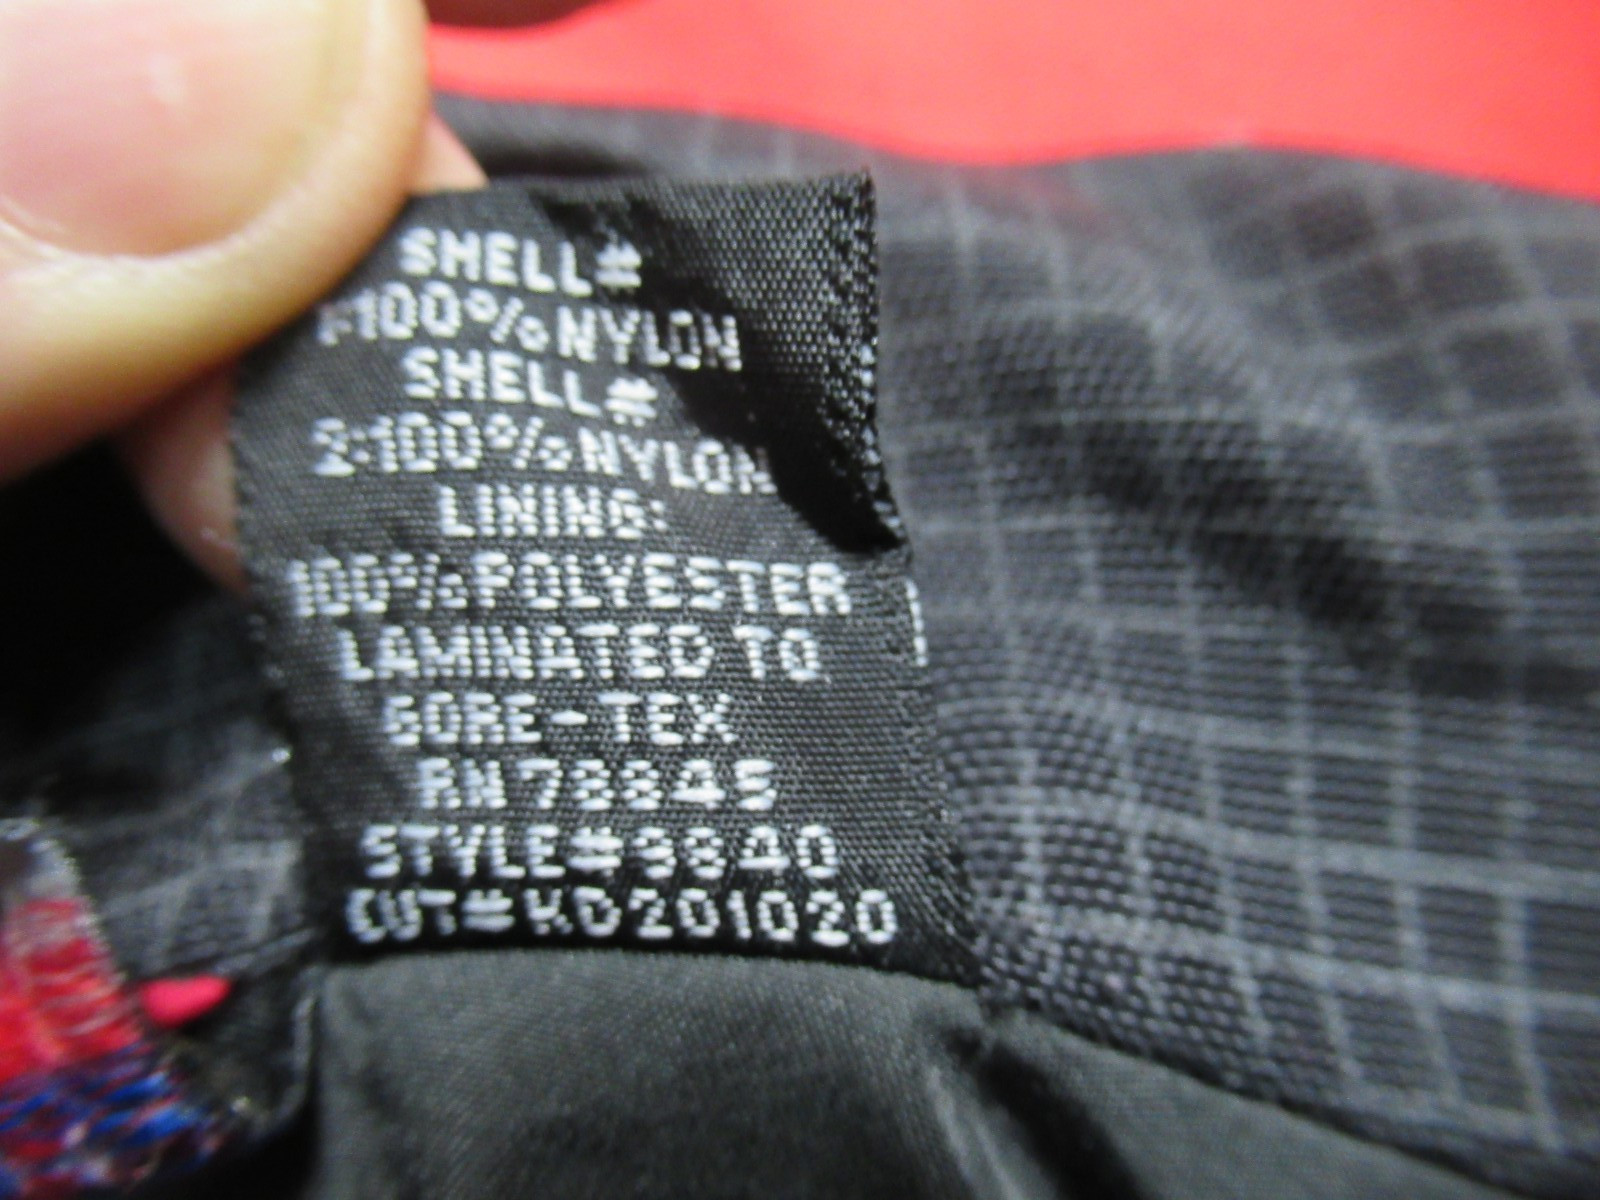 SHELL#
1:100%NYLON
SHELL#
2:100%NYLON
LINING:
100%POLYESTER
LAMINATED TO
GORE-TEX
RN78845
STYLE#9840
CUT#KD201020